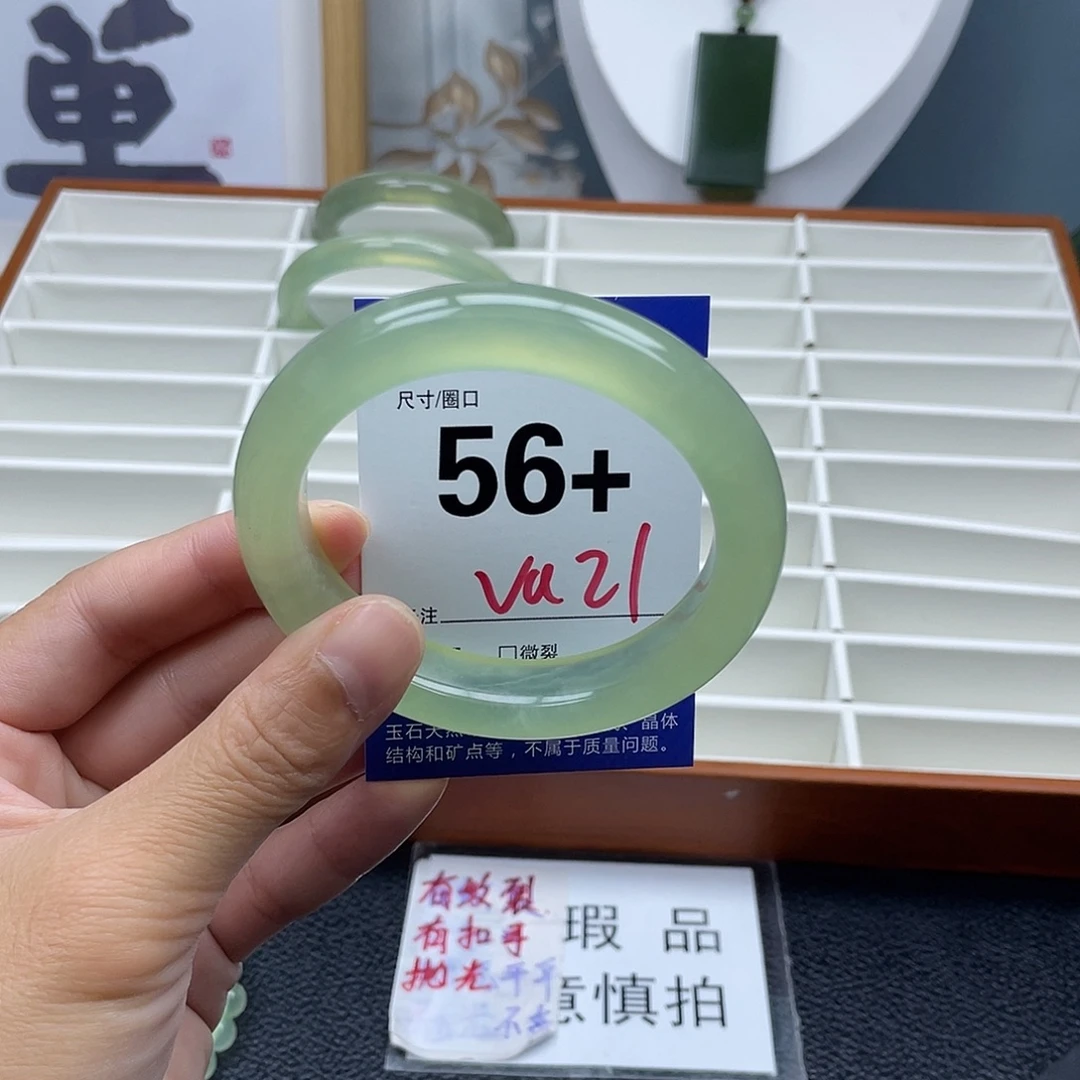 尺寸/圈口
56+
va21
注
微裂
玉石天然
晶体
结构和矿点等，不属于质量问题。
有纹裂
瑕品
有扣手
抛光
意慎拍